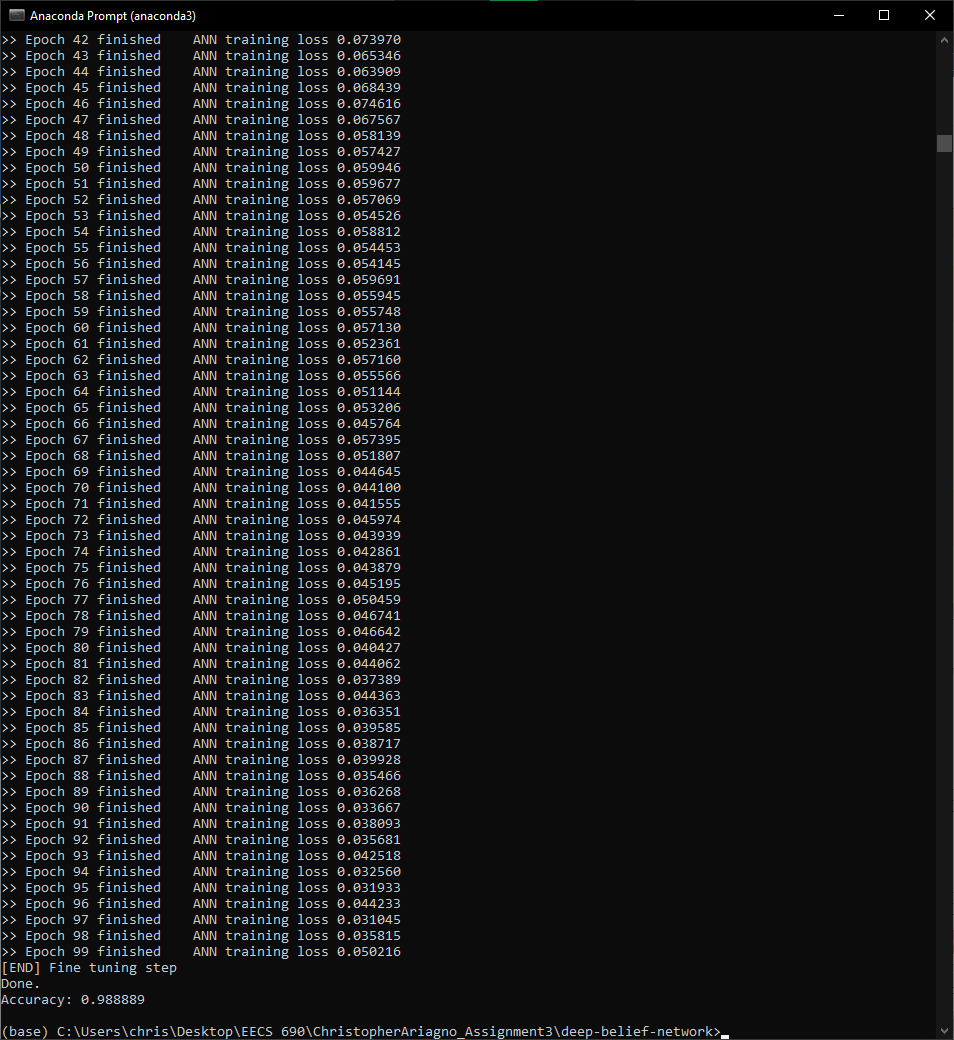 Anaconda Prompt (anaconda3)
>> Epoch 42 finished    ANN training loss 0.073970
>> Epoch 43 finished    ANN training loss 0.065346
>> Epoch 44 finished    ANN training loss 0.063909
>> Epoch 45 finished    ANN training loss 0.068439
>> Epoch 46 finished    ANN training loss 0.074616
>> Epoch 47 finished    ANN training loss 0.067567
>> Epoch 48 finished    ANN training loss 0.058139
>> Epoch 49 finished    ANN training loss 0.057427
>> Epoch 50 finished    ANN training loss 0.059946
>> Epoch 51 finished    ANN training loss 0.059677
>> Epoch 52 finished    ANN training loss 0.057069
>> Epoch 53 finished    ANN training loss 0.054526
>> Epoch 54 finished    ANN training loss 0.058812
>> Epoch 55 finished    ANN training loss 0.054453
>> Epoch 56 finished    ANN training loss 0.054145
>> Epoch 57 finished    ANN training loss 0.059691
>> Epoch 58 finished    ANN training loss 0.055945
>> Epoch 59 finished    ANN training loss 0.055748
>> Epoch 60 finished    ANN training loss 0.057130
>> Epoch 61 finished    ANN training loss 0.052361
>> Epoch 62 finished    ANN training loss 0.057160
>> Epoch 63 finished    ANN training loss 0.055566
>> Epoch 64 finished    ANN training loss 0.051144
>> Epoch 65 finished    ANN training loss 0.053206
>> Epoch 66 finished    ANN training loss 0.045764
>> Epoch 67 finished    ANN training loss 0.057395
>> Epoch 68 finished    ANN training loss 0.051807
>> Epoch 69 finished    ANN training loss 0.044645
>> Epoch 70 finished    ANN training loss 0.044100
>> Epoch 71 finished    ANN training loss 0.041555
>> Epoch 72 finished    ANN training loss 0.045974
>> Epoch 73 finished    ANN training loss 0.043939
>> Epoch 74 finished    ANN training loss 0.042861
>> Epoch 75 finished    ANN training loss 0.043879
>> Epoch 76 finished    ANN training loss 0.045195
>> Epoch 77 finished    ANN training loss 0.050459
>> Epoch 78 finished    ANN training loss 0.046741
>> Epoch 79 finished    ANN training loss 0.046642
>> Epoch 80 finished    ANN training loss 0.040427
>> Epoch 81 finished    ANN training loss 0.044062
>> Epoch 82 finished    ANN training loss 0.037389
>> Epoch 83 finished    ANN training loss 0.044363
>> Epoch 84 finished    ANN training loss 0.036351
>> Epoch 85 finished    ANN training loss 0.039585
>> Epoch 86 finished    ANN training loss 0.038717
>> Epoch 87 finished    ANN training loss 0.039928
>> Epoch 88 finished    ANN training loss 0.035466
>> Epoch 89 finished    ANN training loss 0.036268
>> Epoch 90 finished    ANN training loss 0.033667
>> Epoch 91 finished    ANN training loss 0.038093
>> Epoch 92 finished    ANN training loss 0.035681
>> Epoch 93 finished    ANN training loss 0.042518
>> Epoch 94 finished    ANN training loss 0.032560
>> Epoch 95 finished    ANN training loss 0.031933
>> Epoch 96 finished    ANN training loss 0.044233
>> Epoch 97 finished    ANN training loss 0.031045
>> Epoch 98 finished    ANN training loss 0.035815
>> Epoch 99 finished    ANN training loss 0.050216
[END] Fine tuning step
Done.
Accuracy: 0.988889
(base) C:\Users\chris\Desktop\EECS 690\ChristopherAriagno_Assignment3\deep-belief-network>